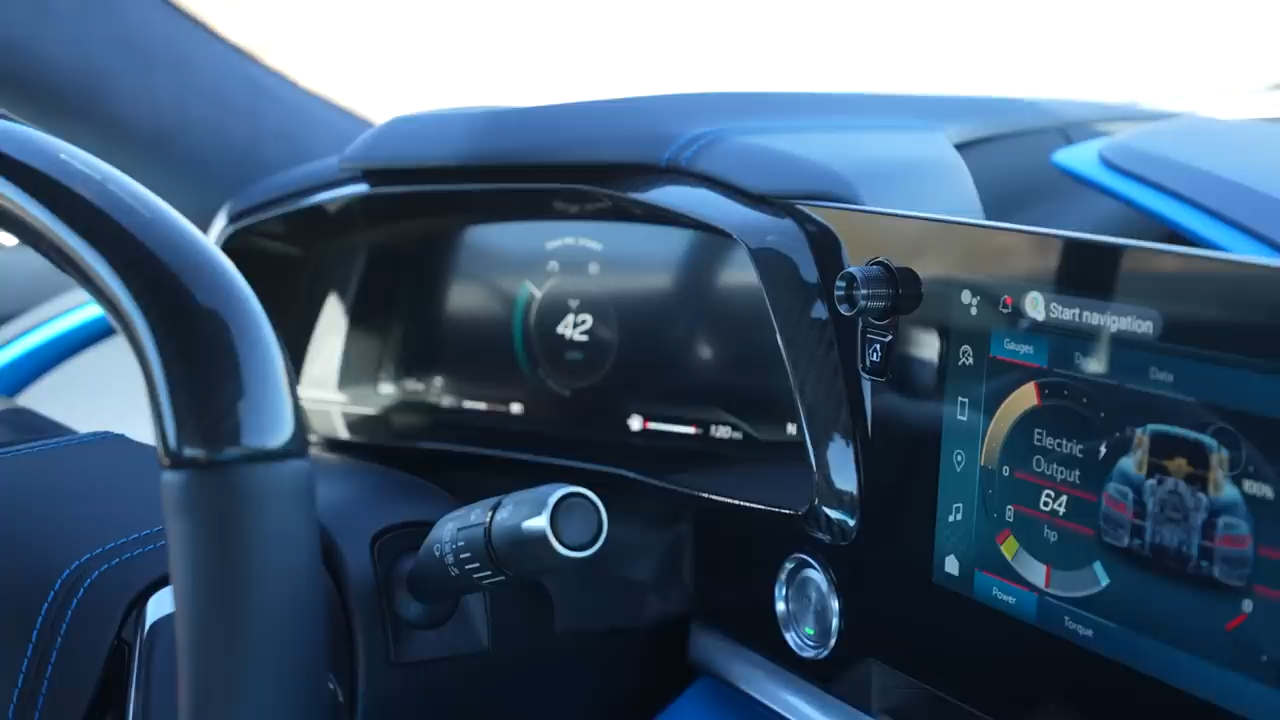 42
120
N
Start navigation
Gauges
Data
Electric
Output
64
hp
100%
Power
Torque